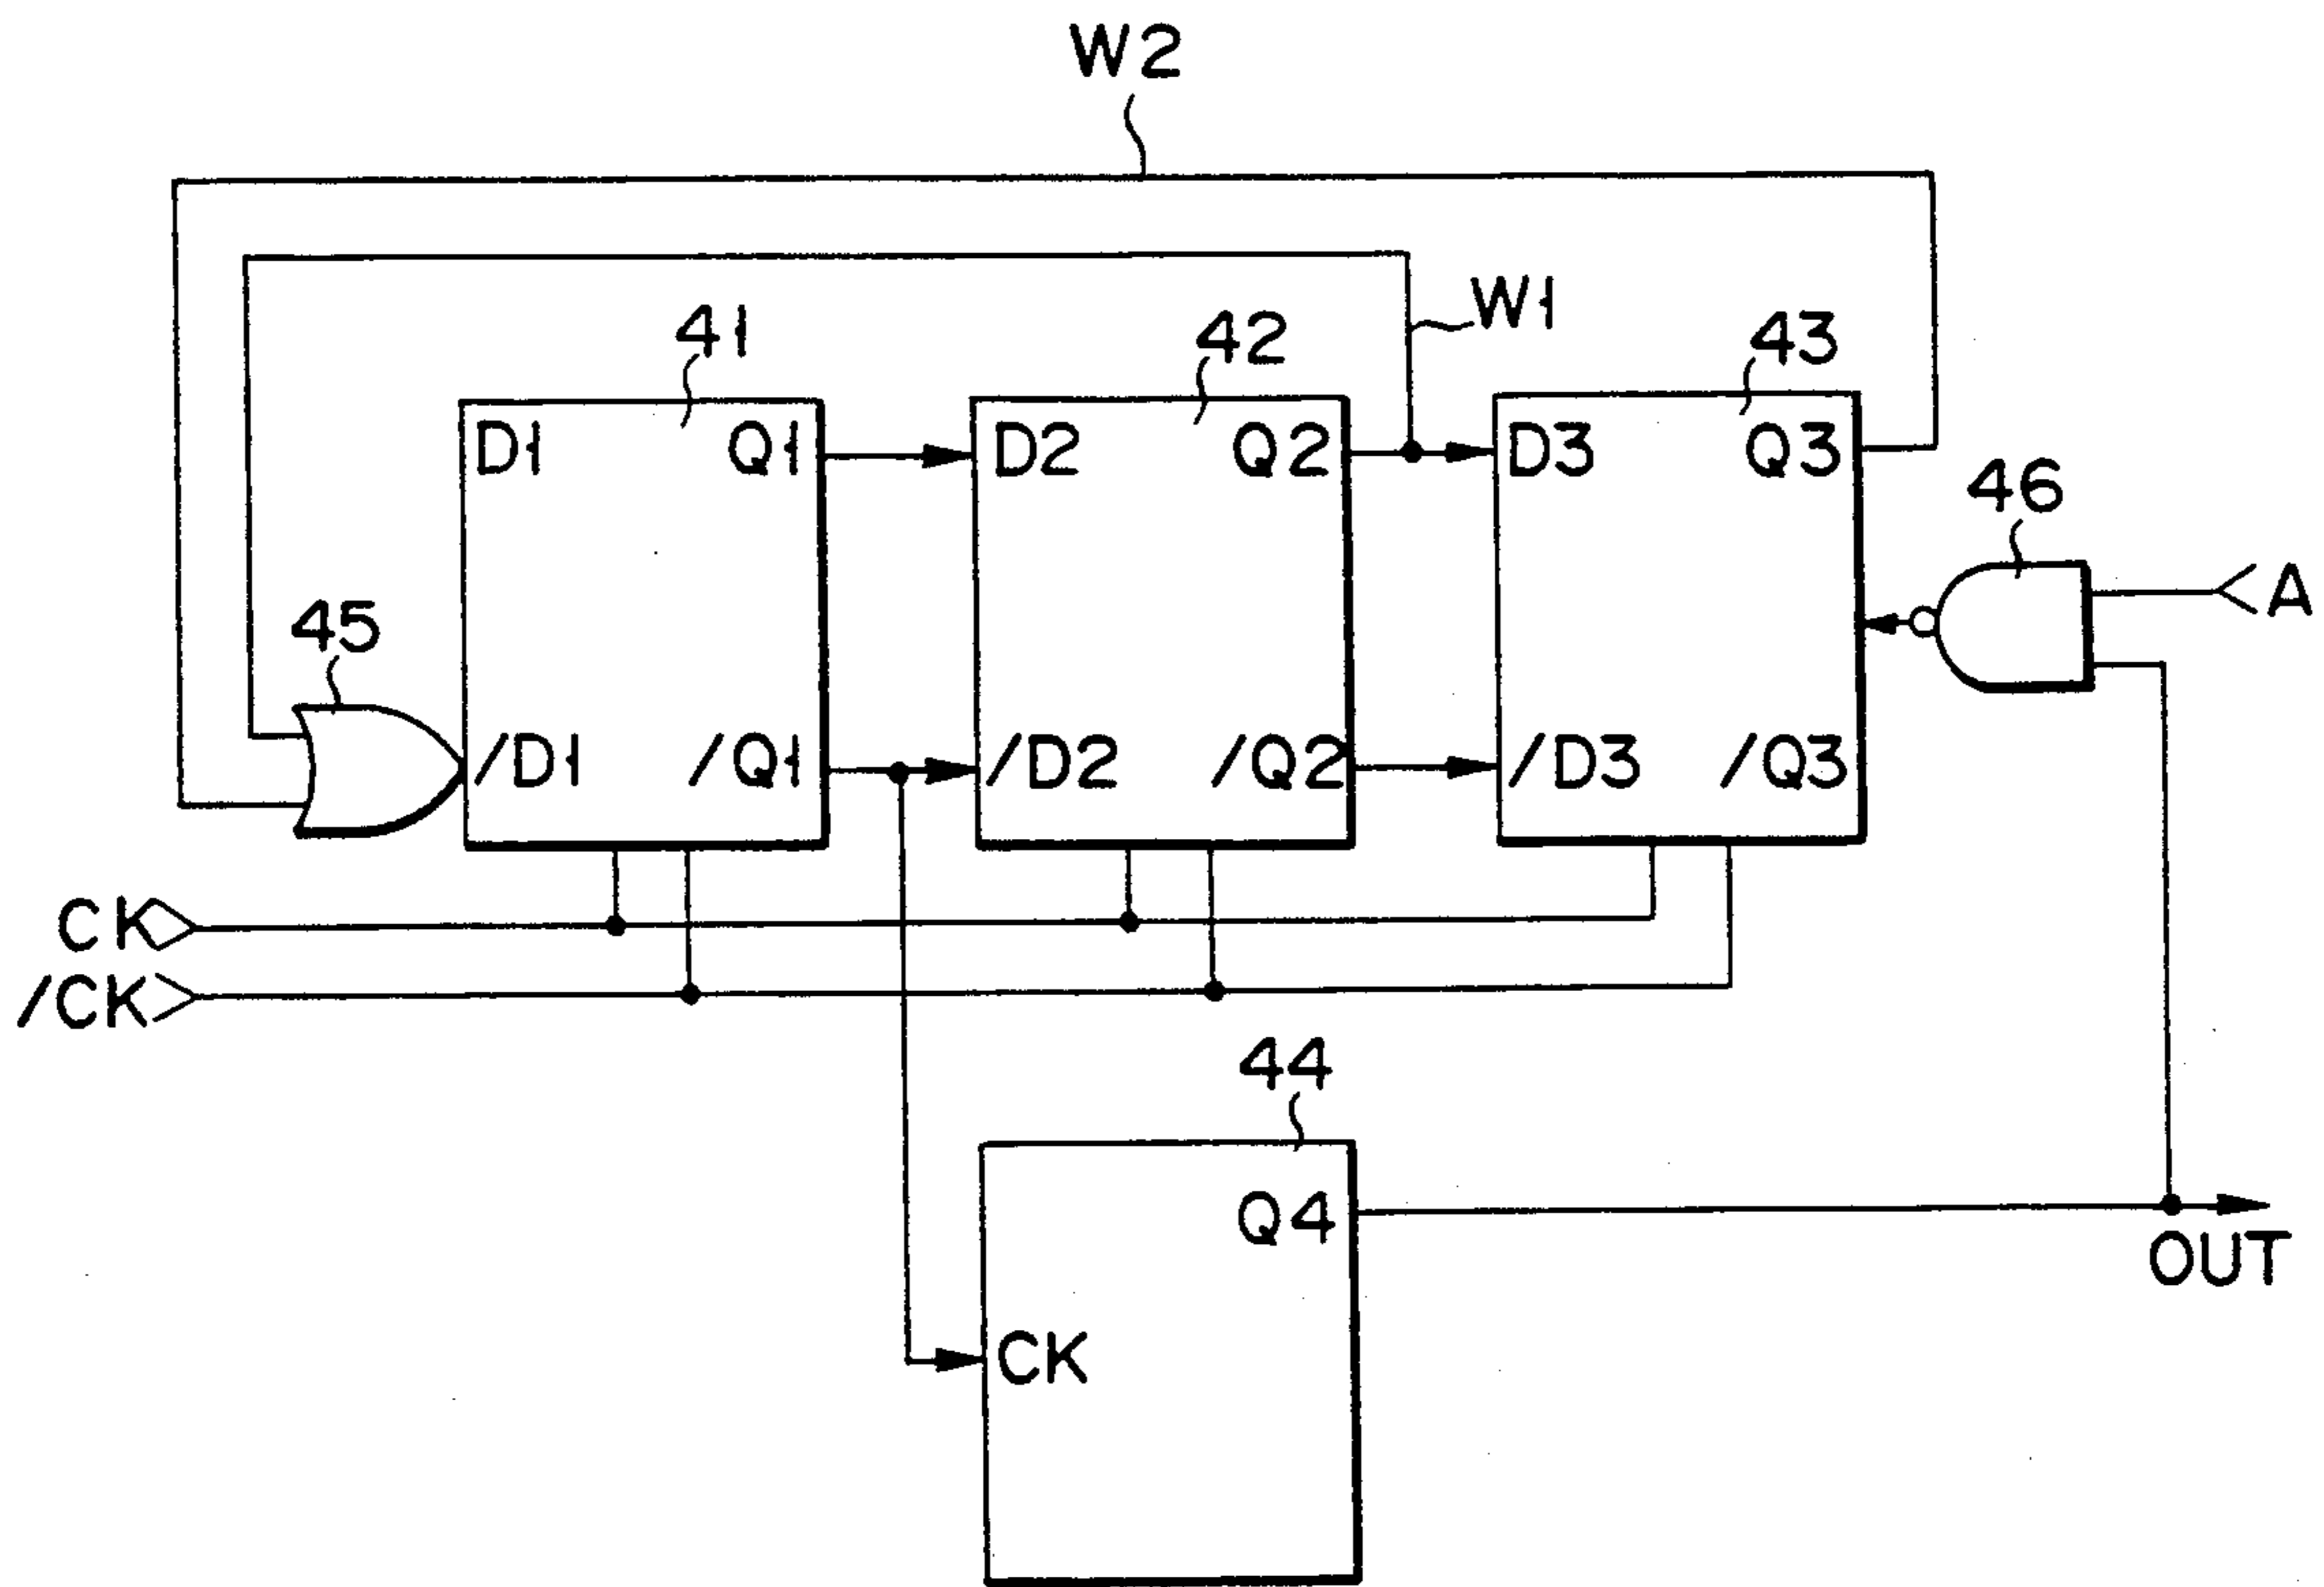 W2
W1
41
42
43
D1 Q1
D2 Q2
D3 Q3
46
A
45
/D1 /Q1
/D2 /Q2
/D3 /Q3
CK
/CK
44
Q4
OUT
CK